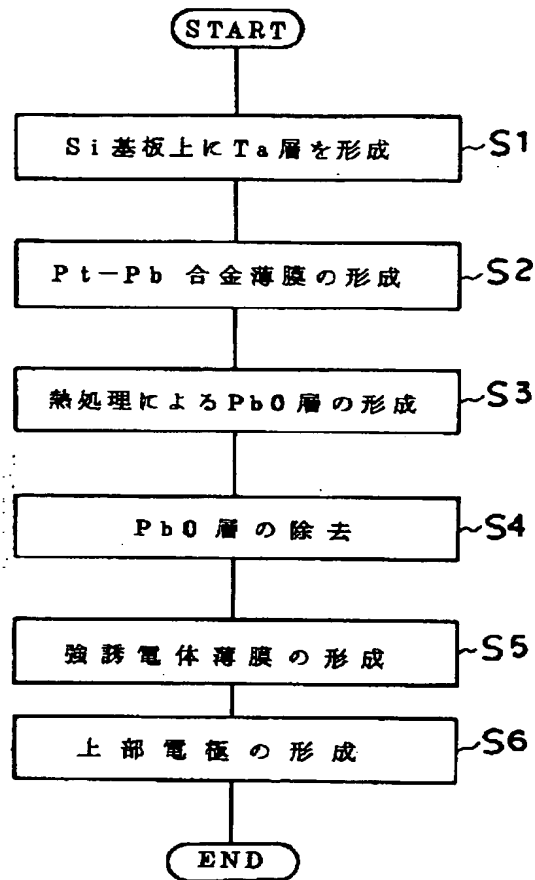 START
Si基板上にTa層を形成 S1
Pt-Pb 合金薄膜の形成 S2
熱処理によるPbO層の形成 S3
PbO層の除去 S4
強誘電体薄膜の形成 S5
上部電極の形成 S6
END